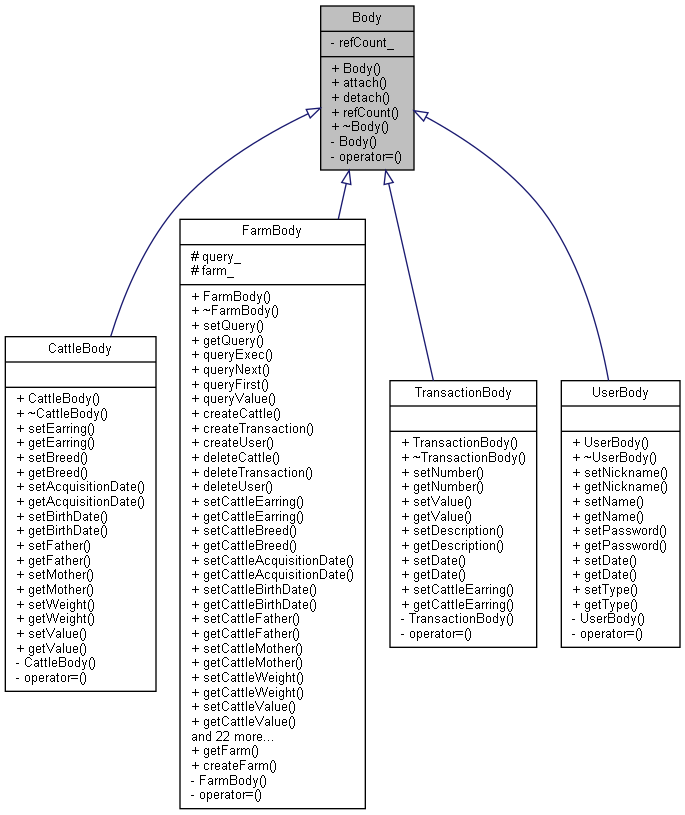 Body
- refCount_
+ Body()
+ attach()
+ detach()
+ refCount()
+ ~Body()
- Body()
- operator=()
FarmBody
# query_
# farm_
+ FarmBody()
+ ~FarmBody()
+ setQuery()
+ getQuery()
+ queryExec()
+ queryNext()
+ queryFirst()
+ queryValue()
+ createCattle()
+ createTransaction()
+ createUser()
+ deleteCattle()
+ deleteTransaction()
+ deleteUser()
+ setCattleEarring()
+ getCattleEarring()
+ setCattleBreed()
+ getCattleBreed()
+ setCattleAcquisitionDate()
+ getCattleAcquisitionDate()
+ setCattleBirthDate()
+ getCattleBirthDate()
+ setCattleFather()
+ getCattleFather()
+ setCattleMother()
+ getCattleMother()
+ setCattleWeight()
+ getCattleWeight()
+ setCattleValue()
+ getCattleValue()
and 22 more...
+ getFarm()
+ createFarm()
- FarmBody()
- operator=()
CattleBody
+ CattleBody()
+ ~CattleBody()
+ setEarring()
+ getEarring()
+ setBreed()
+ getBreed()
+ setAcquisitionDate()
+ getAcquisitionDate()
+ setBirthDate()
+ getBirthDate()
+ setFather()
+ getFather()
+ setMother()
+ getMother()
+ setWeight()
+ getWeight()
+ setValue()
+ getValue()
- CattleBody()
- operator=()
TransactionBody
+ TransactionBody()
+ ~TransactionBody()
+ setNumber()
+ getNumber()
+ setValue()
+ getValue()
+ setDescription()
+ getDescription()
+ setDate()
+ getDate()
+ setCattleEarring()
+ getCattleEarring()
- TransactionBody()
- operator=()
UserBody
+ UserBody()
+ ~UserBody()
+ setNickname()
+ getNickname()
+ setName()
+ getName()
+ setPassword()
+ getPassword()
+ setDate()
+ getDate()
+ setType()
+ getType()
- UserBody()
- operator=()